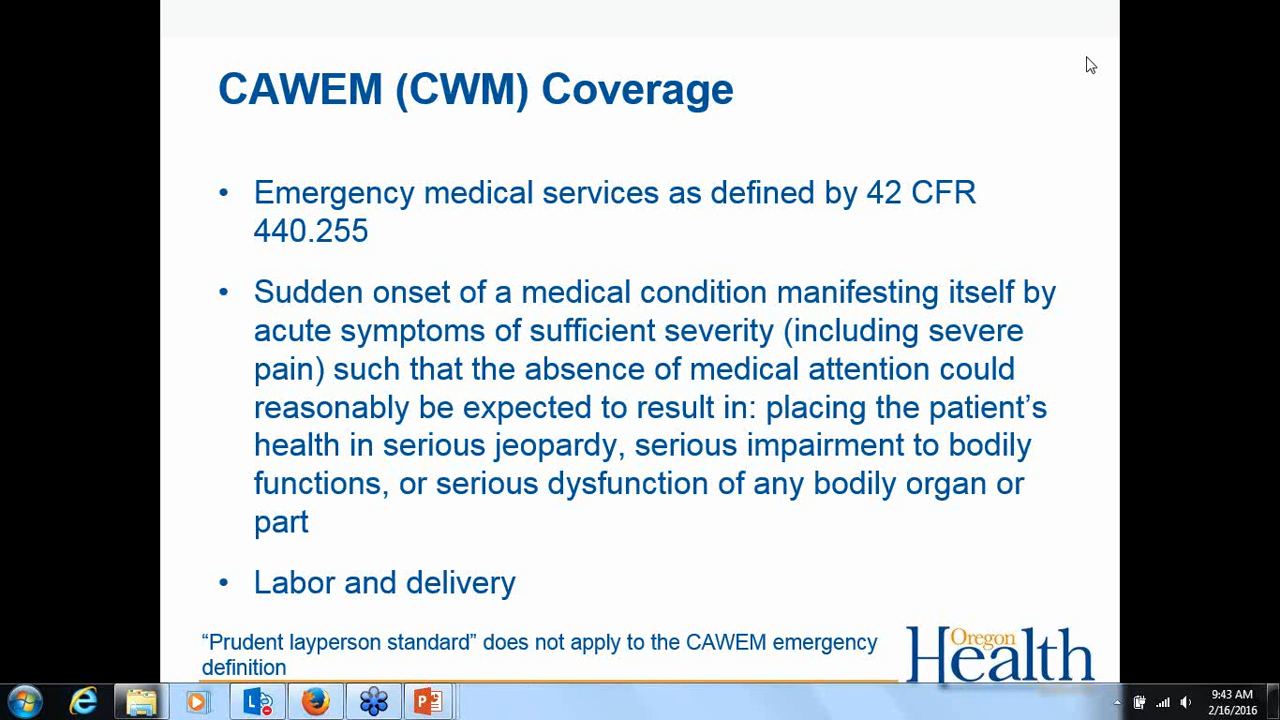 CAWEM (CWM) Coverage
• Emergency medical services as defined by 42 CFR
440.255
• Sudden onset of a medical condition manifesting itself by
acute symptoms of sufficient severity (including severe
pain) such that the absence of medical attention could
reasonably be expected to result in: placing the patient’s
health in serious jeopardy, serious impairment to bodily
functions, or serious dysfunction of any bodily organ or
part
• Labor and delivery
“Prudent layperson standard” does not apply to the CAWEM emergency
definition
Oregon
Health
9:43 AM
2/16/2016